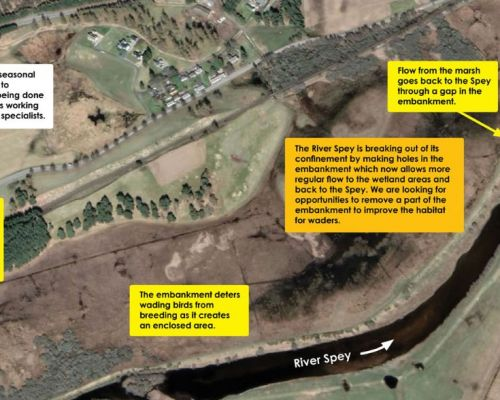 seasonal
to
being done
s working
specialists.
Flow from the marsh
goes back to the Spey
through a gap in the
embankment.
The River Spey is breaking out of its
confinement by making holes in the
embankment which now allows more
regular flow to the wetland areas and
back to the Spey. We are looking for
opportunities to remove a part of the
embankment to improve the habitat
for waders.
The embankment deters
wading birds from
breeding as it creates
an enclosed area.
River Spey